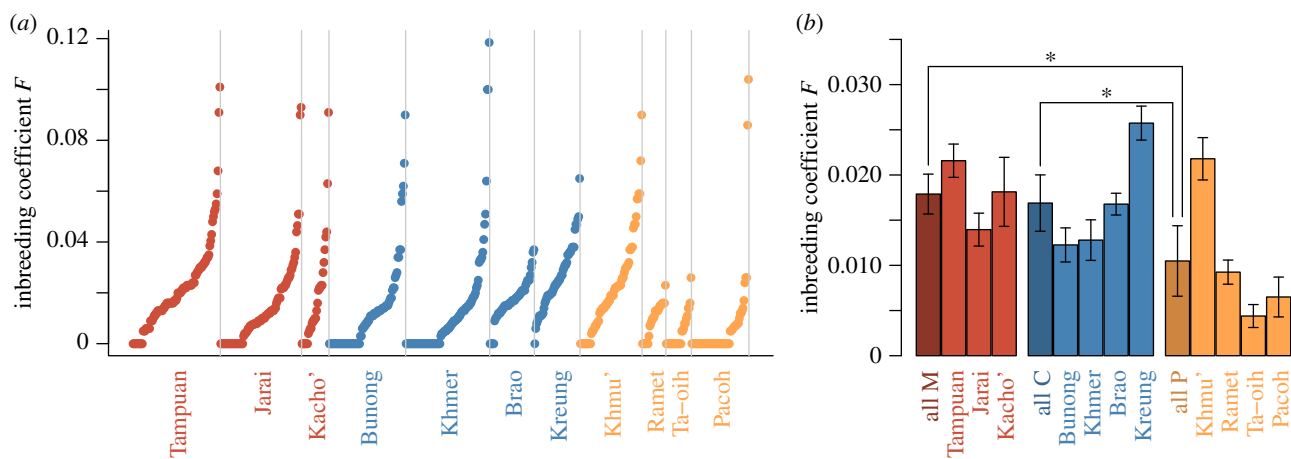 (a)
inbreeding coefficient F
0.12
0.08
0.04
0
Tampuan
Jarai
Kacho’
Bunong
Khmer
Brao
Kreung
Khmu’
Ramet
Ta–oih
Pacoh
(b)
inbreeding coefficient F
0.030
0.020
0.010
0
*
*
all M
Tampuan
Jarai
Kacho’
all C
Bunong
Khmer
Brao
Kreung
all P
Khmu’
Ramet
Ta–oih
Pacoh